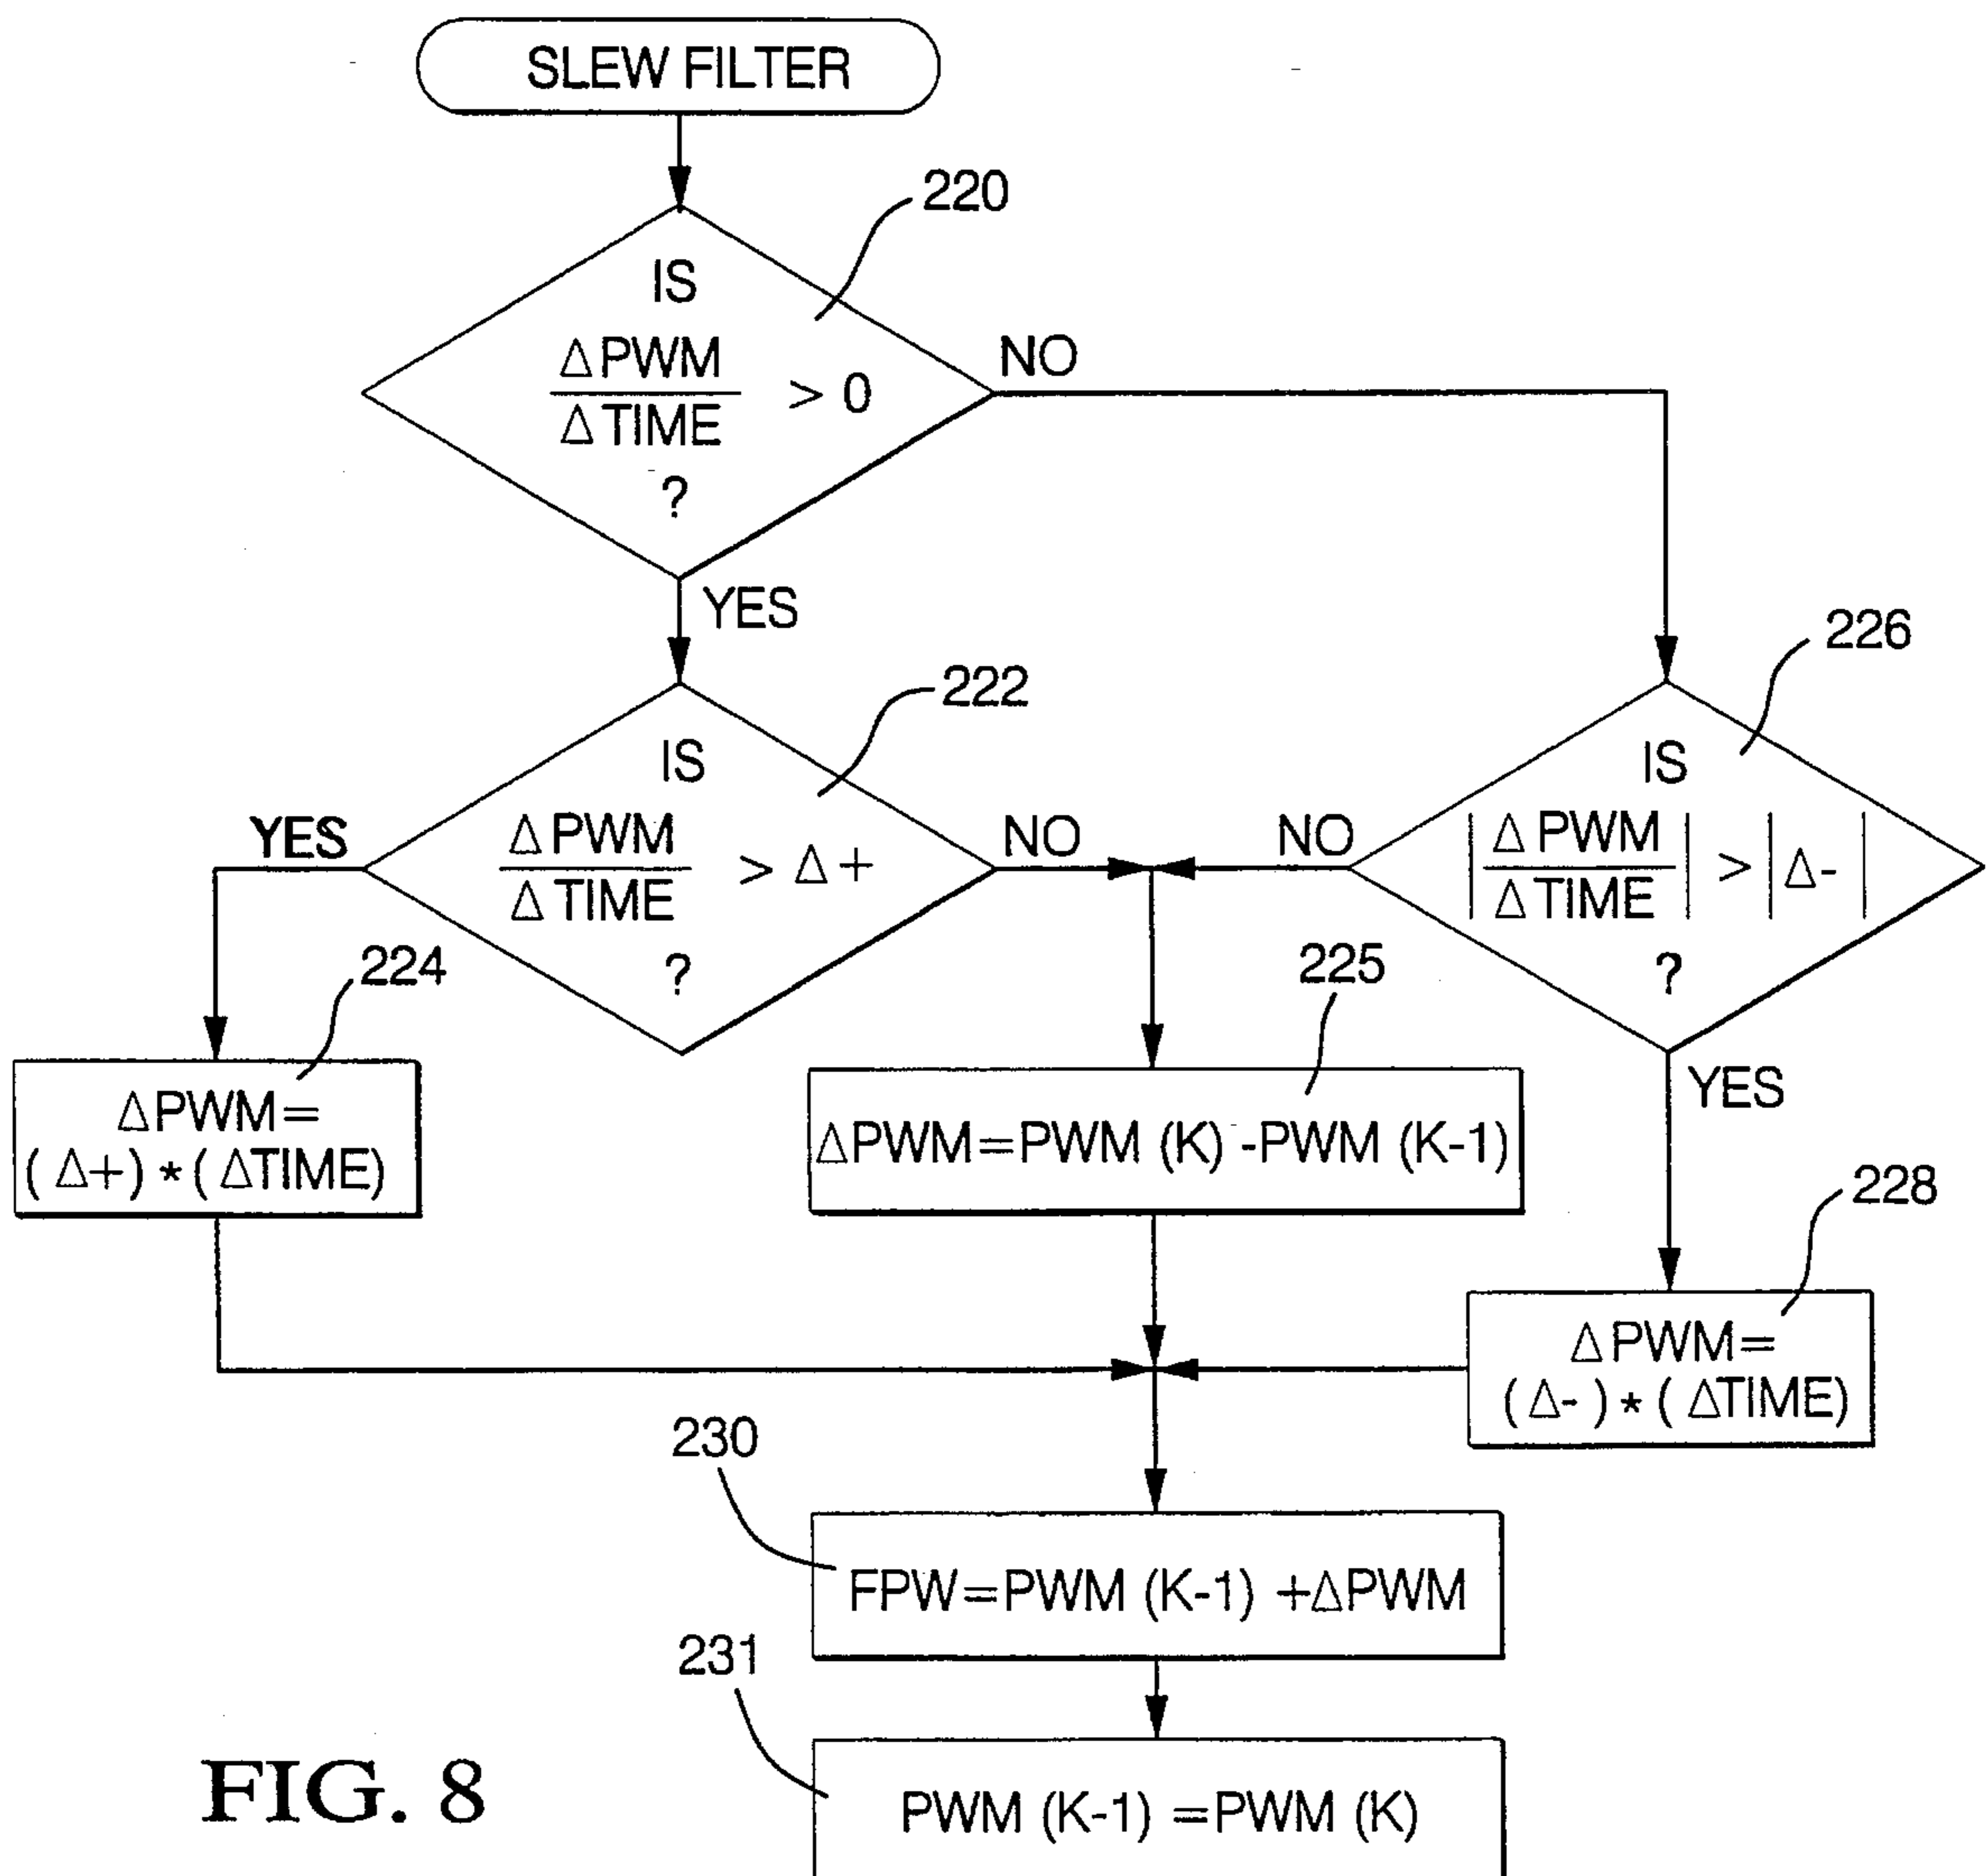 SLEW FILTER
220
IS
ΔPWM
ΔTIME
> 0
?
NO
YES
222
IS
ΔPWM
ΔTIME
> Δ+
?
YES
NO
226
IS
|ΔPWM
ΔTIME| > |Δ-|
?
NO
YES
224
ΔPWM=
(Δ+)*(ΔTIME)
225
ΔPWM=PWM (K) -PWM (K-1)
228
ΔPWM=
(Δ-)*(ΔTIME)
230
FPW=PWM (K-1) +ΔPWM
231
PWM (K-1) =PWM (K)
FIG. 8